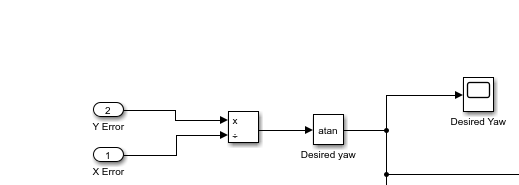 2
Y Error
1
X Error
x
÷
atan
Desired yaw
Desired Yaw